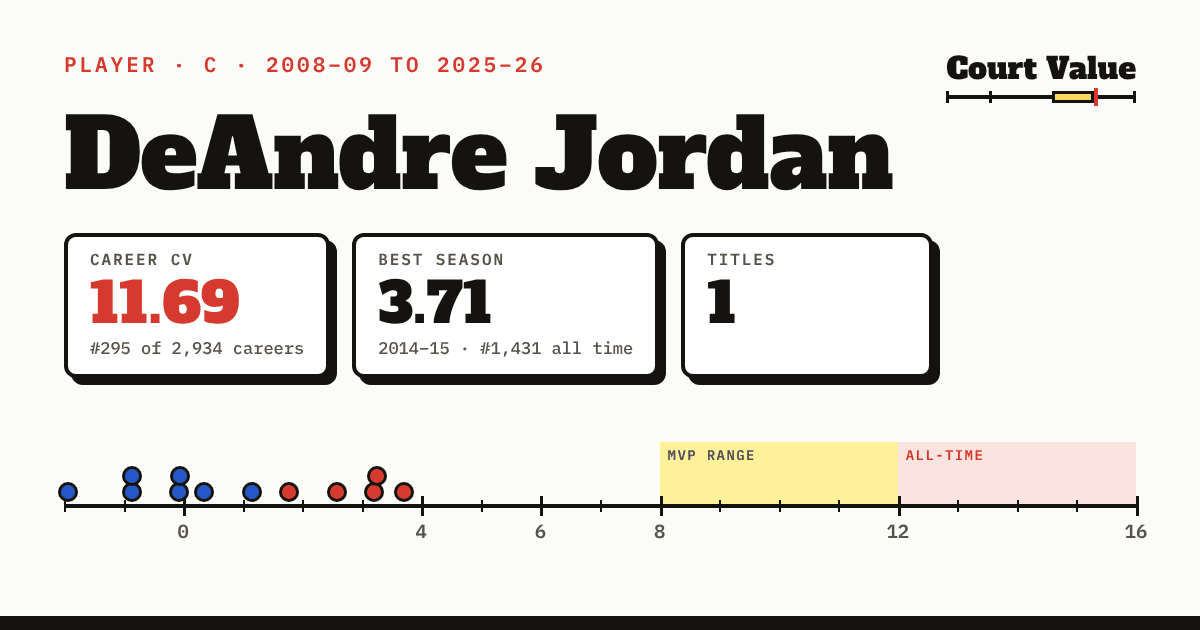 PLAYER · C · 2008–09 TO 2025–26
Court Value
DeAndre Jordan
CAREER CV
11.69
#295 of 2,934 careers
BEST SEASON
3.71
2014–15 · #1,431 all time
TITLES
1
MVP RANGE
ALL-TIME
0 4 6 8 12 16